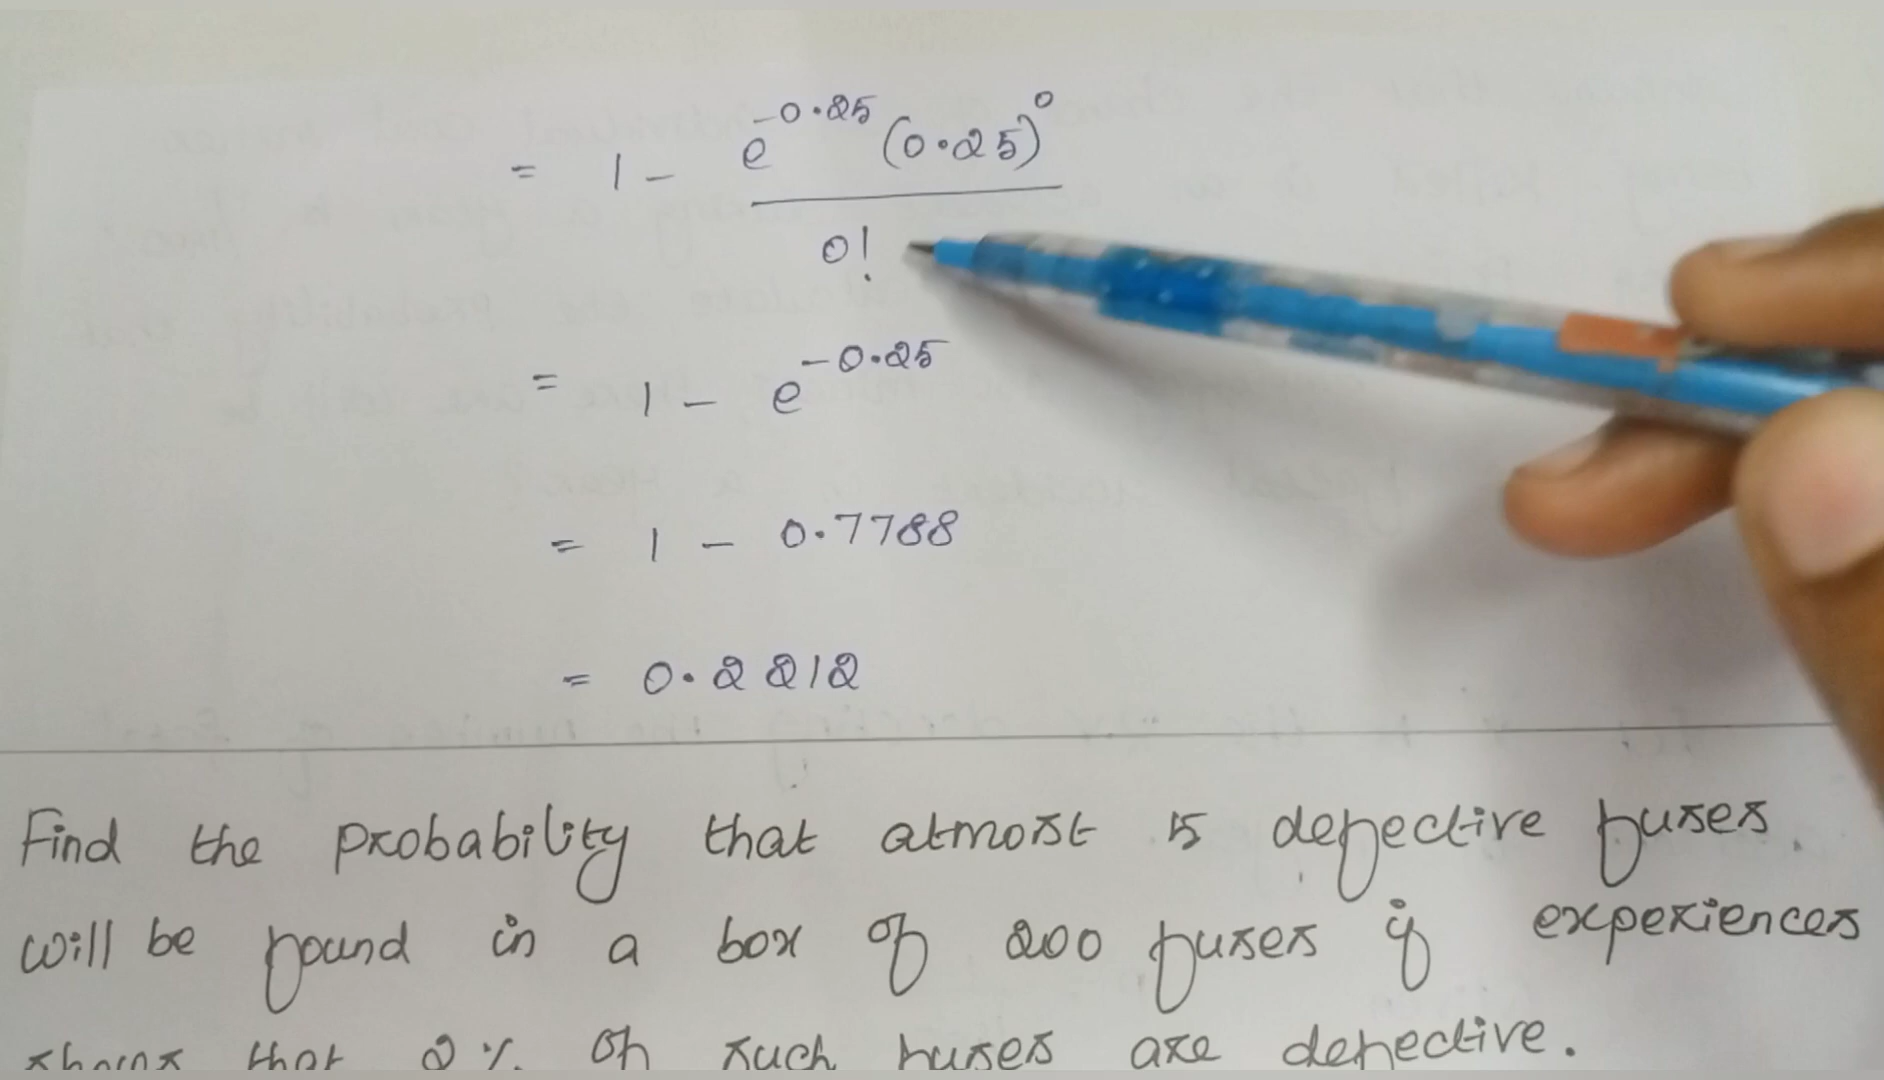 = 1 - e^-0.25 (0.25)^0
0!
= 1 - e^-0.25
= 1 - 0.7788
= 0.2212
Find the probability that atmost 5 defective fuses
will be found in a box of 200 fuses if experiences
shows that 2% of such fuses are defective.